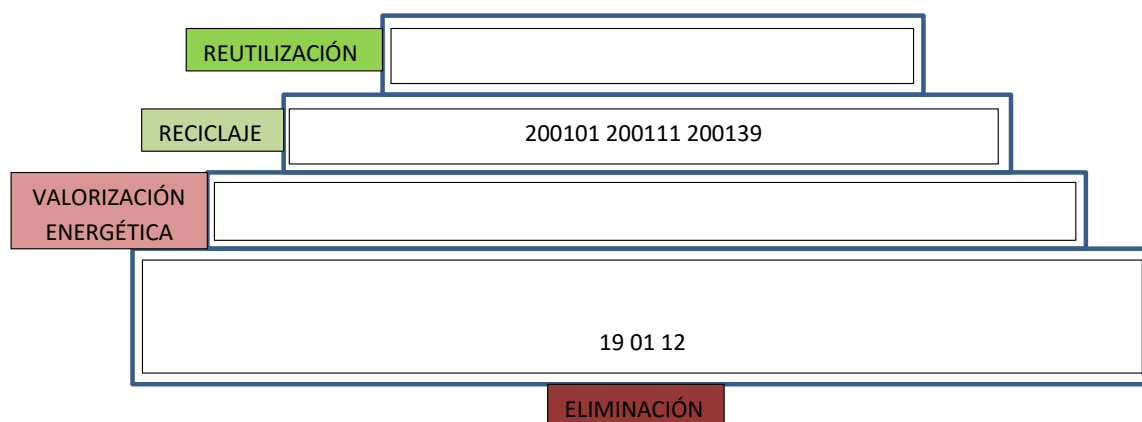 REUTILIZACIÓN
RECICLAJE
200101 200111 200139
VALORIZACIÓN
ENERGÉTICA
19 01 12
ELIMINACIÓN